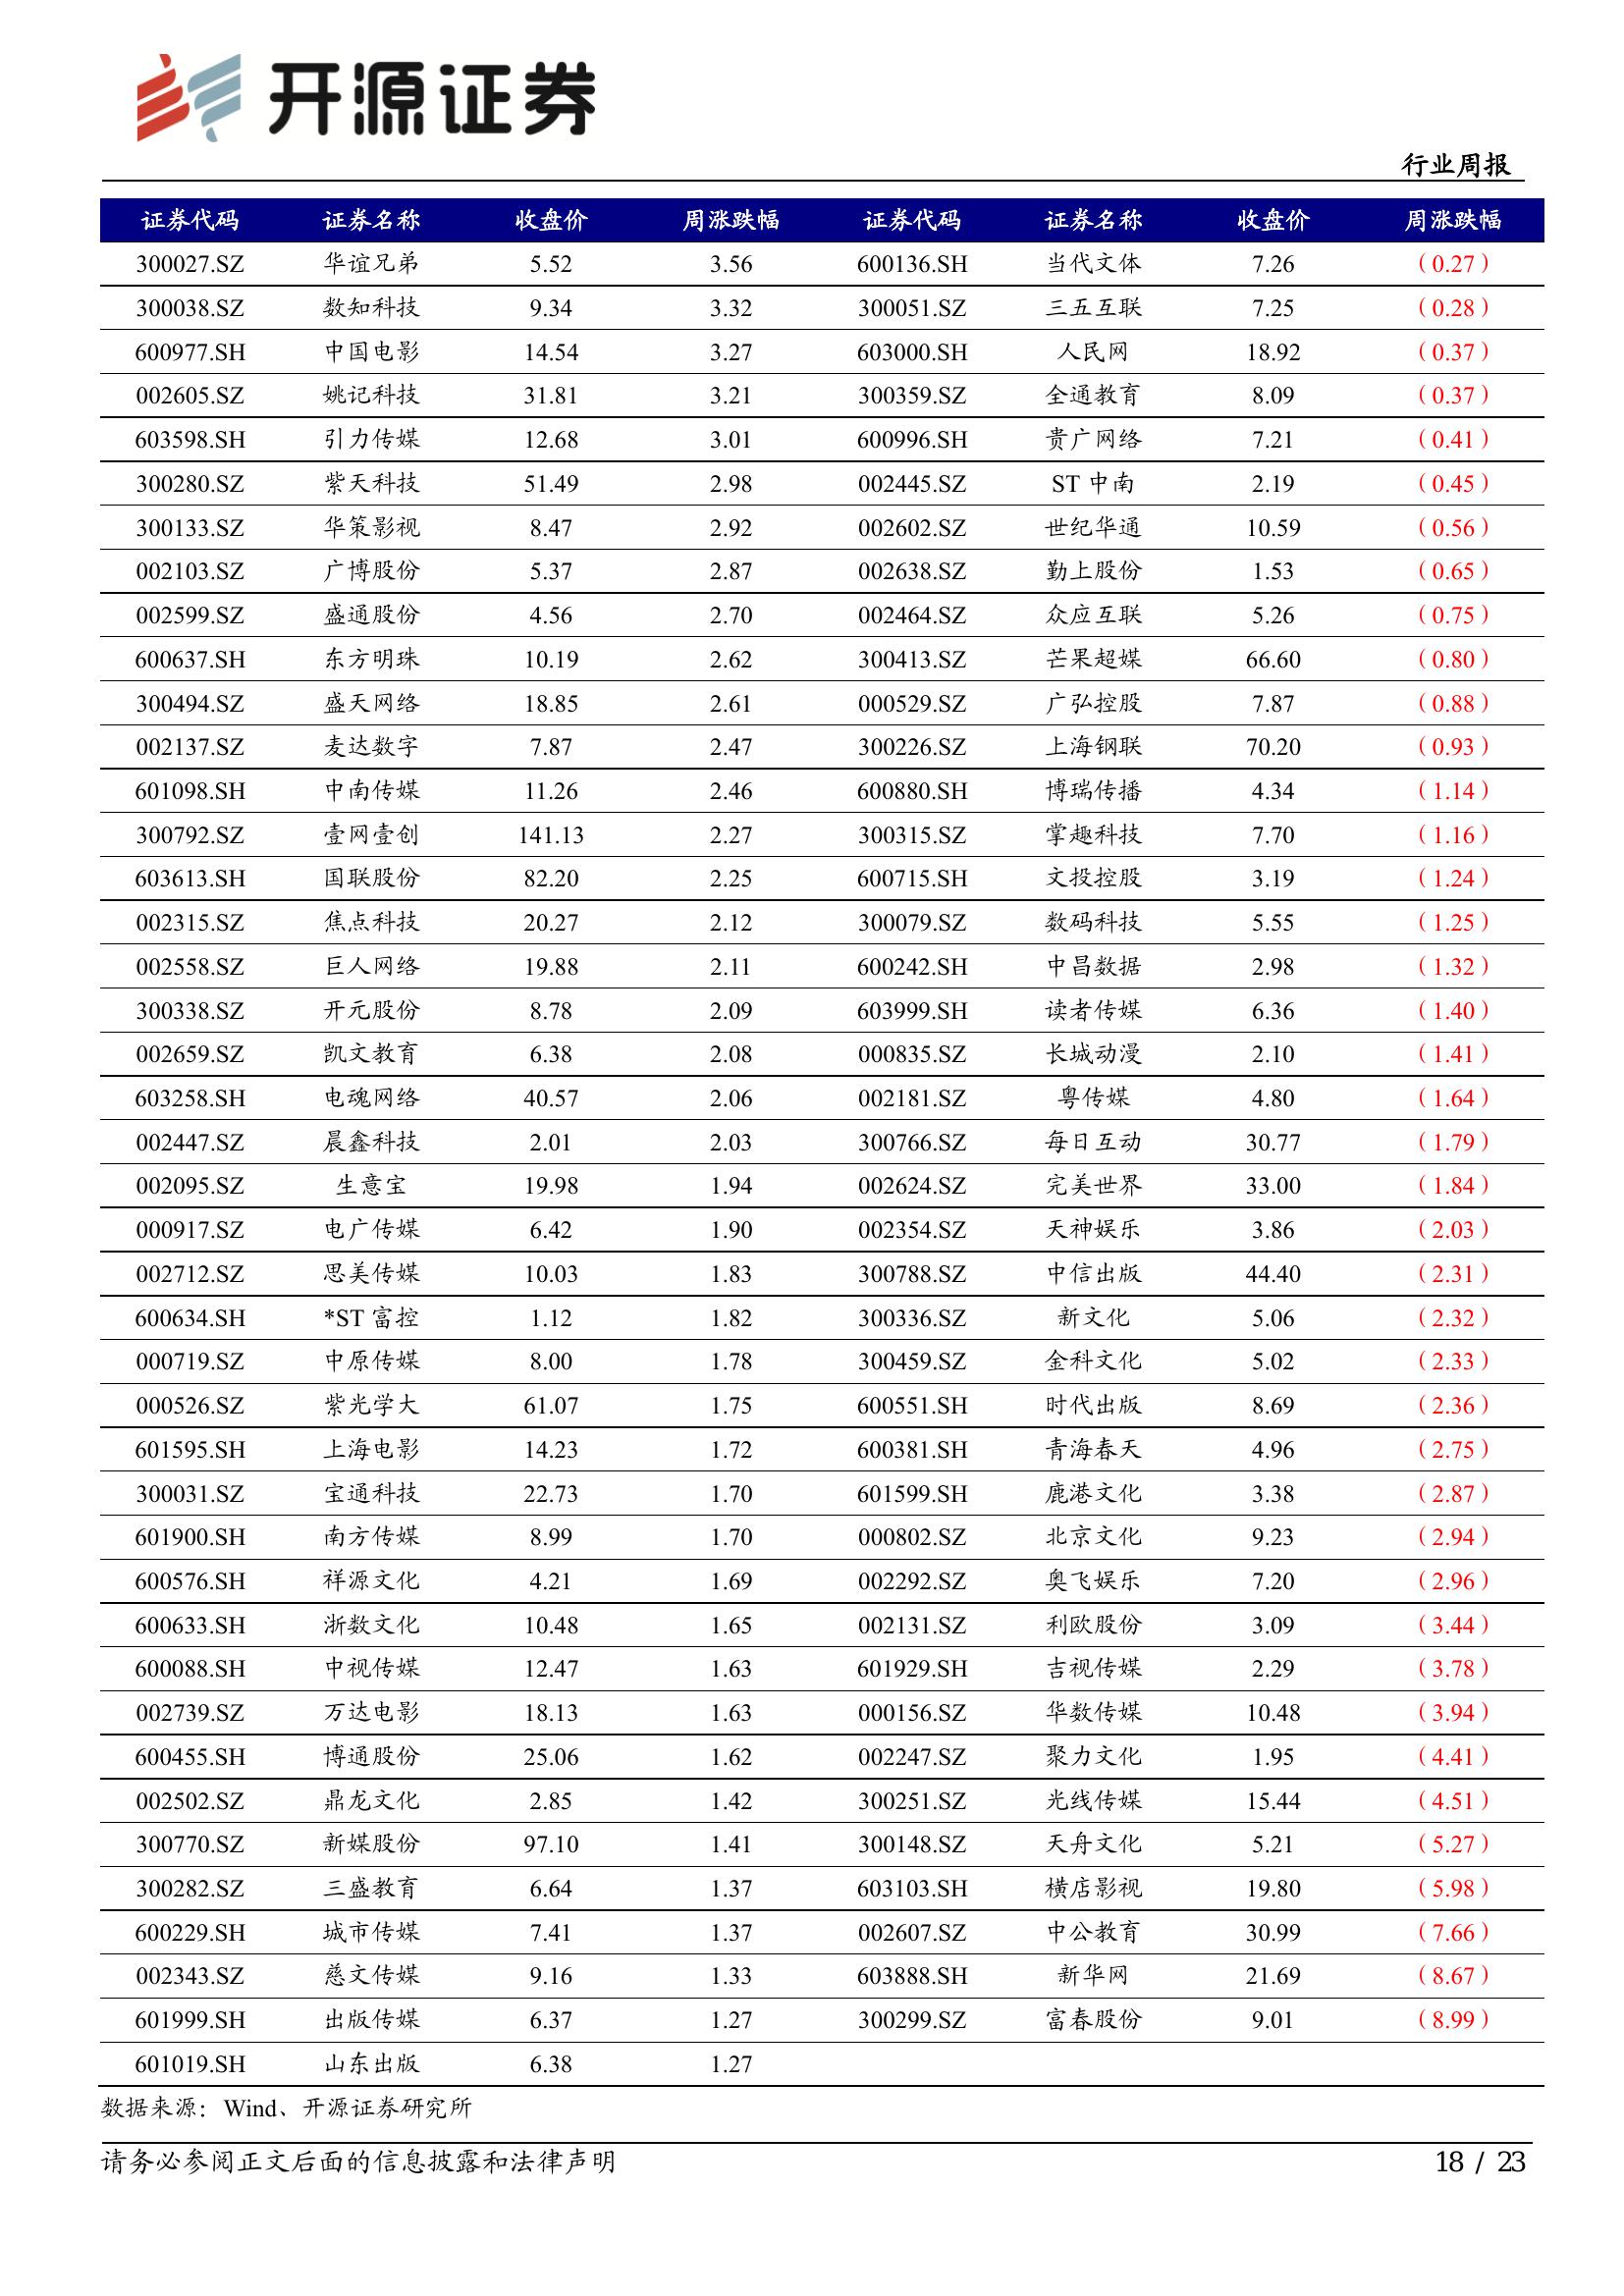 开源证券
行业周报
证券代码 证券名称 收盘价 周涨跌幅 证券代码 证券名称 收盘价 周涨跌幅
300027.SZ 华谊兄弟 5.52 3.56 600136.SH 当代文体 7.26 （0.27）
300038.SZ 数知科技 9.34 3.32 300051.SZ 三五互联 7.25 （0.28）
600977.SH 中国电影 14.54 3.27 603000.SH 人民网 18.92 （0.37）
002605.SZ 姚记科技 31.81 3.21 300359.SZ 全通教育 8.09 （0.37）
603598.SH 引力传媒 12.68 3.01 600996.SH 贵广网络 7.21 （0.41）
300280.SZ 紫天科技 51.49 2.98 002445.SZ ST 中南 2.19 （0.45）
300133.SZ 华策影视 8.47 2.92 002602.SZ 世纪华通 10.59 （0.56）
002103.SZ 广博股份 5.37 2.87 002638.SZ 勤上股份 1.53 （0.65）
002599.SZ 盛通股份 4.56 2.70 002464.SZ 众应互联 5.26 （0.75）
600637.SH 东方明珠 10.19 2.62 300413.SZ 芒果超媒 66.60 （0.80）
300494.SZ 盛天网络 18.85 2.61 000529.SZ 广弘控股 7.87 （0.88）
002137.SZ 麦达数字 7.87 2.47 300226.SZ 上海钢联 70.20 （0.93）
601098.SH 中南传媒 11.26 2.46 600880.SH 博瑞传播 4.34 （1.14）
300792.SZ 壹网壹创 141.13 2.27 300315.SZ 掌趣科技 7.70 （1.16）
603613.SH 国联股份 82.20 2.25 600715.SH 文投控股 3.19 （1.24）
002315.SZ 焦点科技 20.27 2.12 300079.SZ 数码科技 5.55 （1.25）
002558.SZ 巨人网络 19.88 2.11 600242.SH 中昌数据 2.98 （1.32）
300338.SZ 开元股份 8.78 2.09 603999.SH 读者传媒 6.36 （1.40）
002659.SZ 凯文教育 6.38 2.08 000835.SZ 长城动漫 2.10 （1.41）
603258.SH 电魂网络 40.57 2.06 002181.SZ 粤传媒 4.80 （1.64）
002447.SZ 晨鑫科技 2.01 2.03 300766.SZ 每日互动 30.77 （1.79）
002095.SZ 生意宝 19.98 1.94 002624.SZ 完美世界 33.00 （1.84）
000917.SZ 电广传媒 6.42 1.90 002354.SZ 天神娱乐 3.86 （2.03）
002712.SZ 思美传媒 10.03 1.83 300788.SZ 中信出版 44.40 （2.31）
600634.SH *ST 富控 1.12 1.82 300336.SZ 新文化 5.06 （2.32）
000719.SZ 中原传媒 8.00 1.78 300459.SZ 金科文化 5.02 （2.33）
000526.SZ 紫光学大 61.07 1.75 600551.SH 时代出版 8.69 （2.36）
601595.SH 上海电影 14.23 1.72 600381.SH 青海春天 4.96 （2.75）
300031.SZ 宝通科技 22.73 1.70 601599.SH 鹿港文化 3.38 （2.87）
601900.SH 南方传媒 8.99 1.70 000802.SZ 北京文化 9.23 （2.94）
600576.SH 祥源文化 4.21 1.69 002292.SZ 奥飞娱乐 7.20 （2.96）
600633.SH 浙数文化 10.48 1.65 002131.SZ 利欧股份 3.09 （3.44）
600088.SH 中视传媒 12.47 1.63 601929.SH 吉视传媒 2.29 （3.78）
002739.SZ 万达电影 18.13 1.63 000156.SZ 华数传媒 10.48 （3.94）
600455.SH 博通股份 25.06 1.62 002247.SZ 聚力文化 1.95 （4.41）
002502.SZ 鼎龙文化 2.85 1.42 300251.SZ 光线传媒 15.44 （4.51）
300770.SZ 新媒股份 97.10 1.41 300148.SZ 天舟文化 5.21 （5.27）
300282.SZ 三盛教育 6.64 1.37 603103.SH 横店影视 19.80 （5.98）
600229.SH 城市传媒 7.41 1.37 002607.SZ 中公教育 30.99 （7.66）
002343.SZ 慈文传媒 9.16 1.33 603888.SH 新华网 21.69 （8.67）
601999.SH 出版传媒 6.37 1.27 300299.SZ 富春股份 9.01 （8.99）
601019.SH 山东出版 6.38 1.27
数据来源：Wind、开源证券研究所
请务必参阅正文后面的信息披露和法律声明 18 / 23